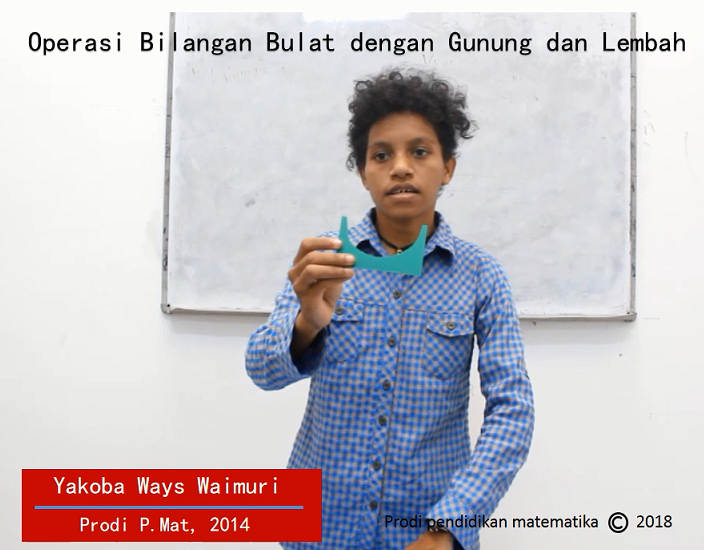 Operasi Bilangan Bulat dengan Gunung dan Lembah
Yakoba Ways Waimuri
Prodi P.Mat, 2014
Prodi pendidikan matematika © 2018